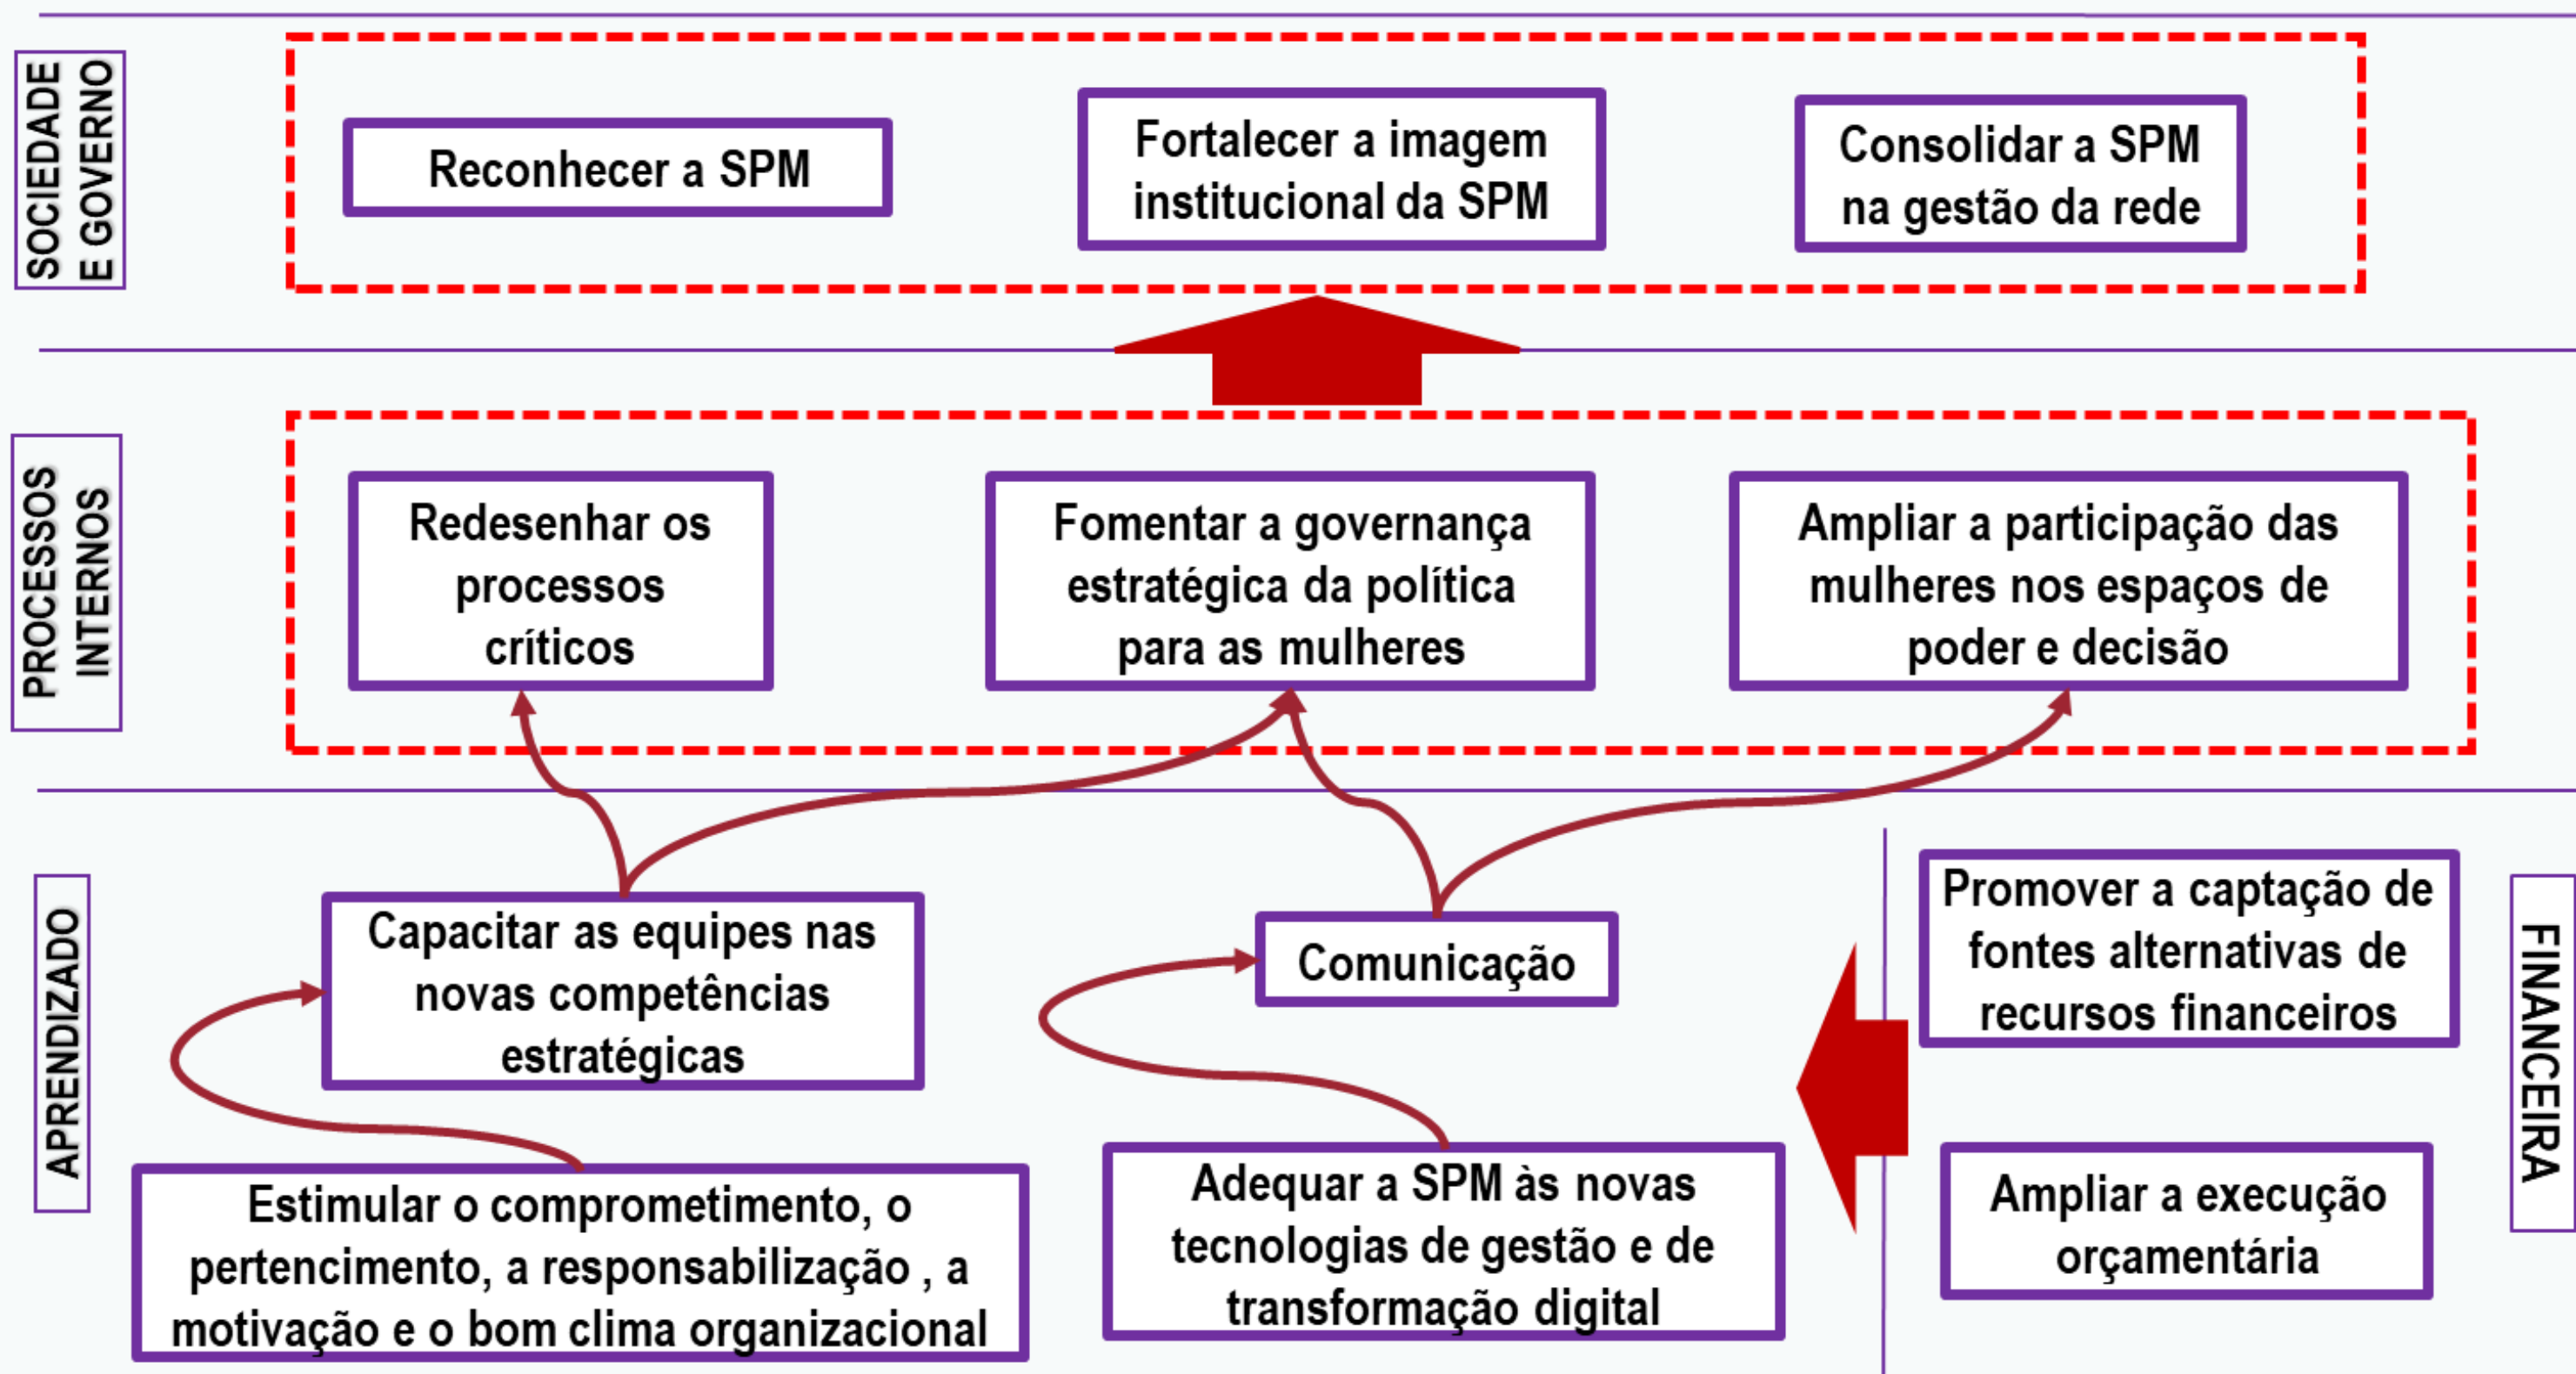 SOCIEDADE
E GOVERNO
Reconhecer a SPM
Fortalecer a imagem
institucional da SPM
Consolidar a SPM
na gestão da rede
PROCESSOS
INTERNOS
Redesenhar os
processos
críticos
Fomentar a governança
estratégica da política
para as mulheres
Ampliar a participação das
mulheres nos espaços de
poder e decisão
APRENDIZADO
Capacitar as equipes nas
novas competências
estratégicas
Comunicação
Estimular o comprometimento, o
pertencimento, a responsabilização , a
motivação e o bom clima organizacional
Adequar a SPM às novas
tecnologias de gestão e de
transformação digital
Promover a captação de
fontes alternativas de
recursos financeiros
Ampliar a execução
orçamentária
FINANCEIRA